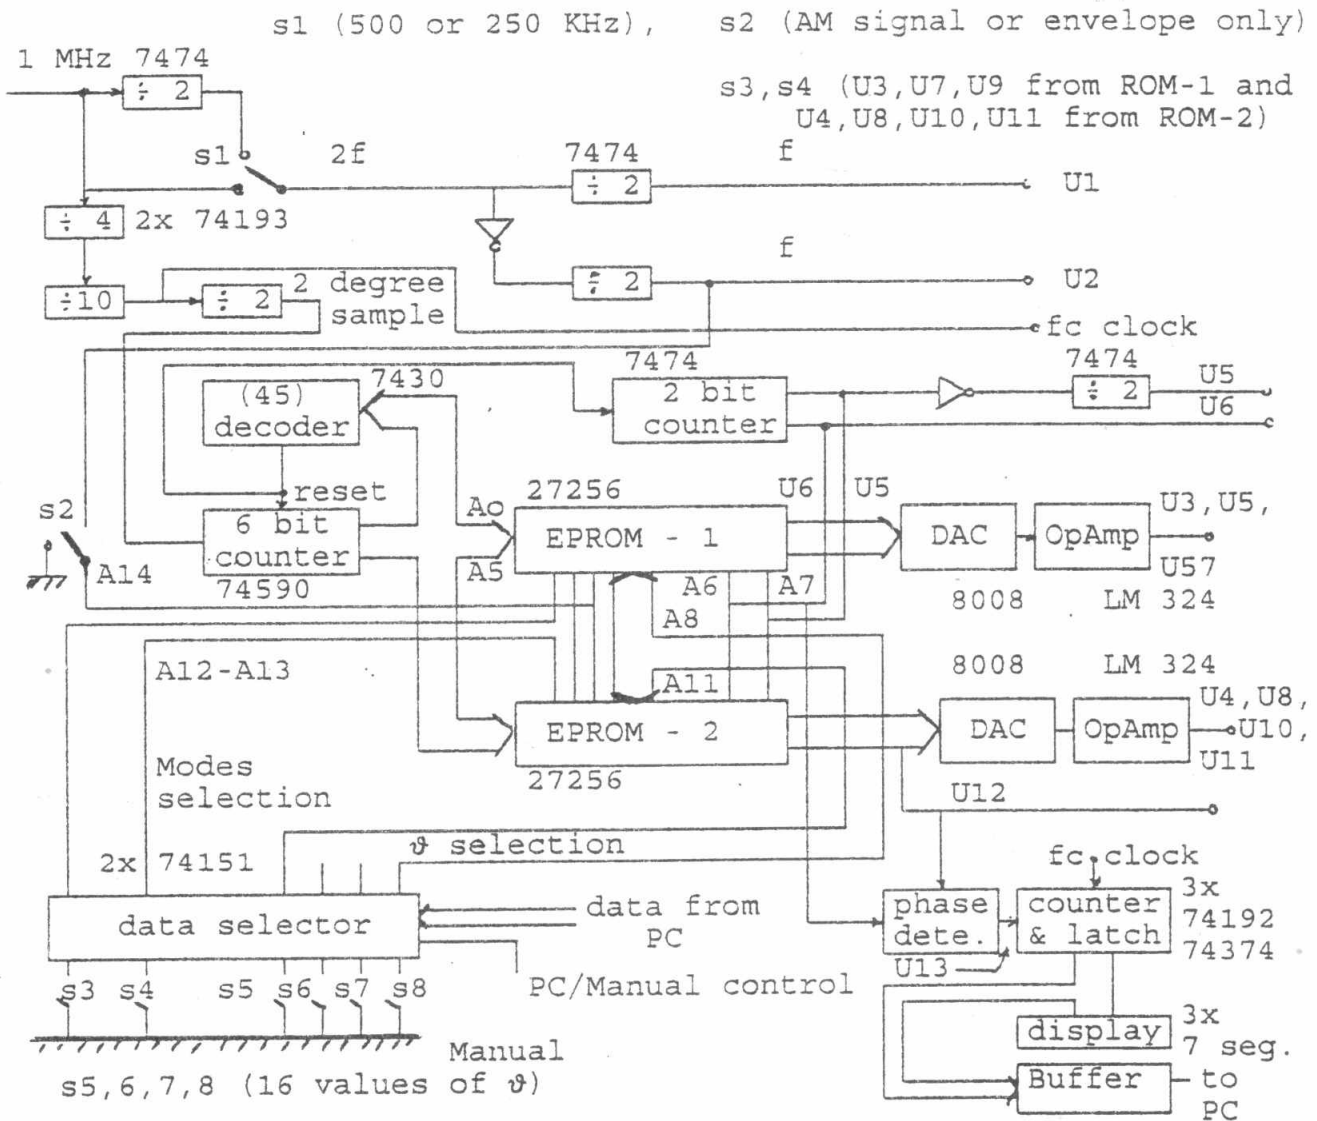 s1 (500 or 250 KHz),    s2 (AM signal or envelope only)
1 MHz 7474
÷ 2
s3,s4 (U3,U7,U9 from ROM-1 and
U4,U8,U10,U11 from ROM-2)
s1
2f
7474
f
÷ 2
U1
÷ 4
2x 74193
f
÷10
÷ 2
2 degree
sample
÷ 2
U2
fc clock
7474
7430
(45)
decoder
2 bit
counter
7474
÷ 2
U5
U6
reset
s2
A14
6 bit
counter
74590
Ao
A5
27256
EPROM - 1
U6
U5
A6
A7
A8
DAC
OpAmp
U3,U5,
U57
8008
LM 324
A12-A13
8008
LM 324
A11
EPROM - 2
27256
DAC
OpAmp
U4,U8,
U10,
U11
Modes
selection
U12
ϑ selection
2x 74151
fc clock
data selector
data from
PC
phase
dete.
counter
& latch
3x
74192
74374
U13
PC/Manual control
s3
s4
s5
s6
s7
s8
display
3x
7 seg.
Manual
s5,6,7,8 (16 values of ϑ)
Buffer
to
PC